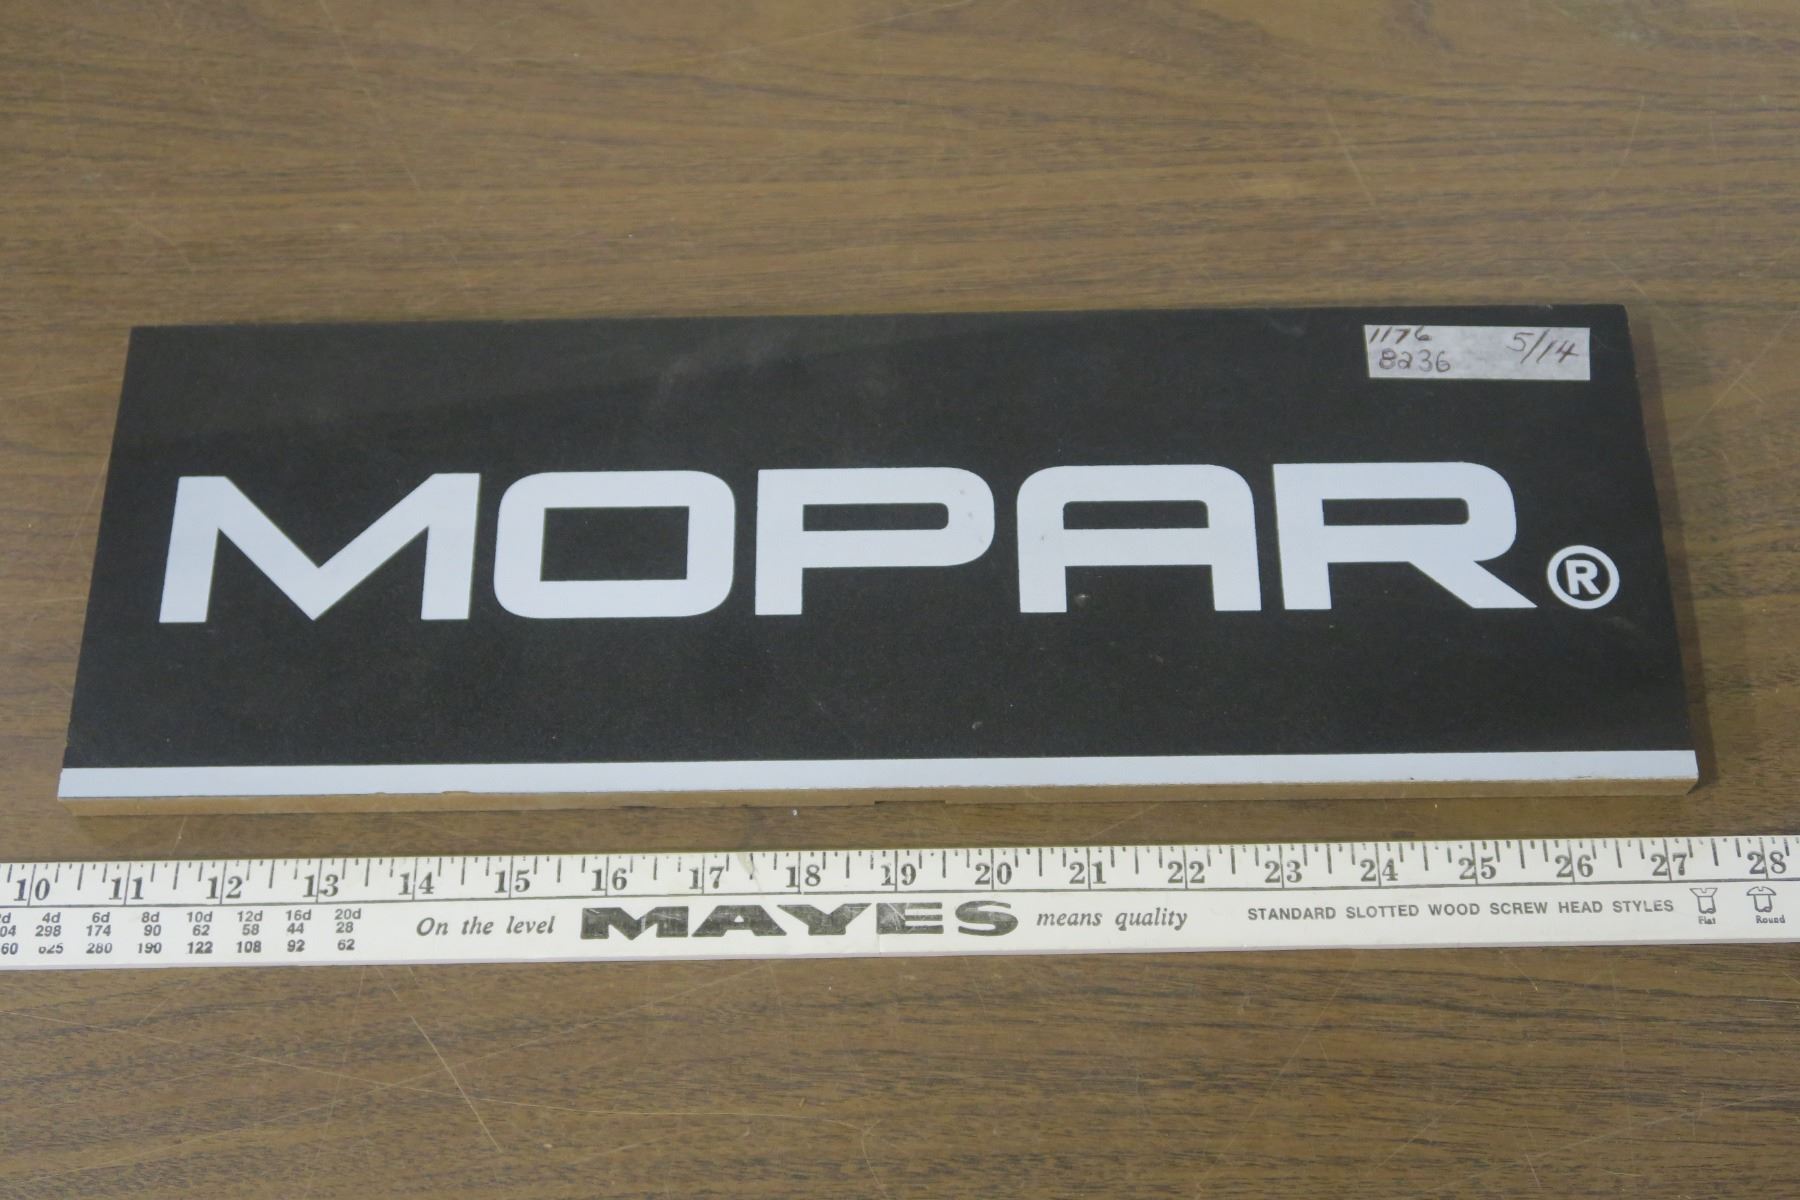 1176 5/14
8236
MOPAR®
10 11 12 13 14 15 16 17 18 19 20 21 22 23 24 25 26 27 28
4d 6d 8d 10d 12d 16d 20d
298 174 90 62 58 44 28
60 625 280 190 122 108 92 62
On the level MAYES means quality
STANDARD SLOTTED WOOD SCREW HEAD STYLES
Flat Round